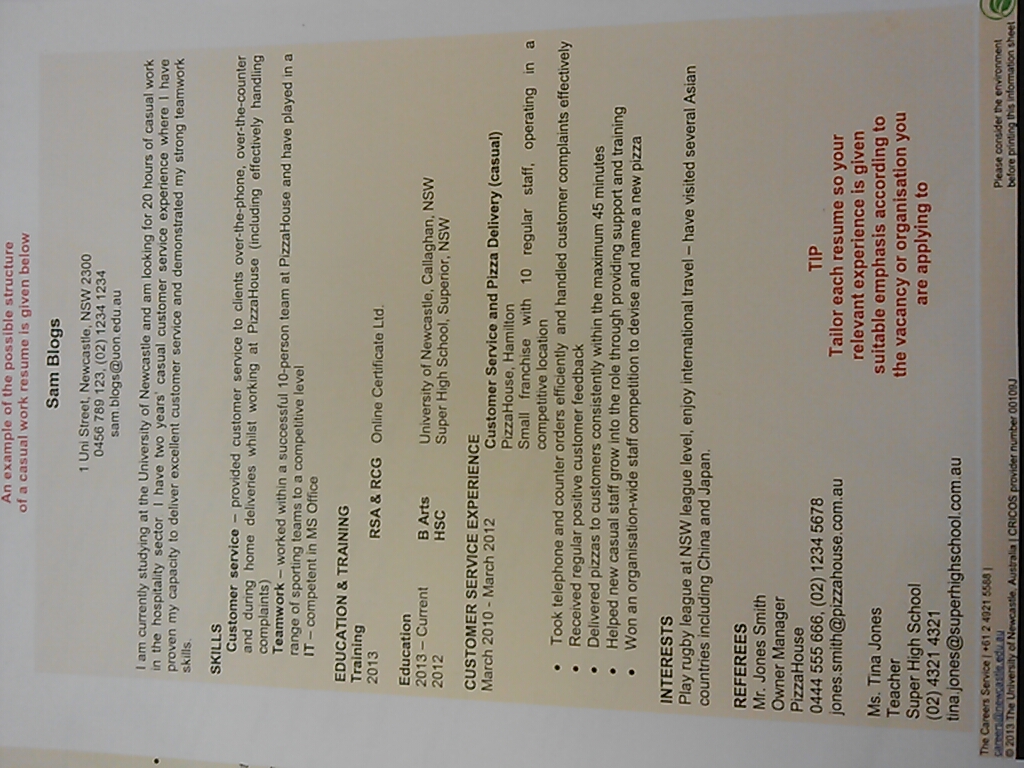 An example of the possible structure
of a casual work resume is given below
Sam Blogs
1 Uni Street, Newcastle, NSW 2300
0456 789 123, (02) 1234 1234
sam.blogs@uon.edu.au
I am currently studying at the University of Newcastle and am looking for 20 hours of casual work
in the hospitality sector. I have two years' casual customer service experience where I have
proven my capacity to deliver excellent customer service and demonstrated my strong teamwork
skills.
SKILLS
Customer service – provided customer service to clients over-the-phone, over-the-counter
and during home deliveries whilst working at PizzaHouse (including effectively handling
complaints)
Teamwork – worked within a successful 10-person team at PizzaHouse and have played in a
range of sporting teams to a competitive level
IT – competent in MS Office
EDUCATION & TRAINING
Training
2013 RSA & RCG Online Certificate Ltd.
Education
2013 – Current B Arts University of Newcastle, Callaghan, NSW
2012 HSC Super High School, Superior, NSW
CUSTOMER SERVICE EXPERIENCE
March 2010 - March 2012 Customer Service and Pizza Delivery (casual)
PizzaHouse, Hamilton
Small franchise with 10 regular staff, operating in a
competitive location
• Took telephone and counter orders efficiently and handled customer complaints effectively
• Received regular positive customer feedback
• Delivered pizzas to customers consistently within the maximum 45 minutes
• Helped new casual staff grow into the role through providing support and training
• Won an organisation-wide staff competition to devise and name a new pizza
INTERESTS
Play rugby league at NSW league level, enjoy international travel – have visited several Asian
countries including China and Japan.
REFEREES
Mr. Jones Smith
Owner Manager
PizzaHouse
0444 555 666, (02) 1234 5678
jones.smith@pizzahouse.com.au
Ms. Tina Jones
Teacher
Super High School
(02) 4321 4321
tina.jones@superhighschool.com.au
TIP
Tailor each resume so your
relevant experience is given
suitable emphasis according to
the vacancy or organisation you
are applying to
The Careers Service | +61 2 4921 5588 |
careers@newcastle.edu.au
© 2013 The University of Newcastle, Australia | CRICOS provider number 00109J
Please consider the environment
before printing this information sheet